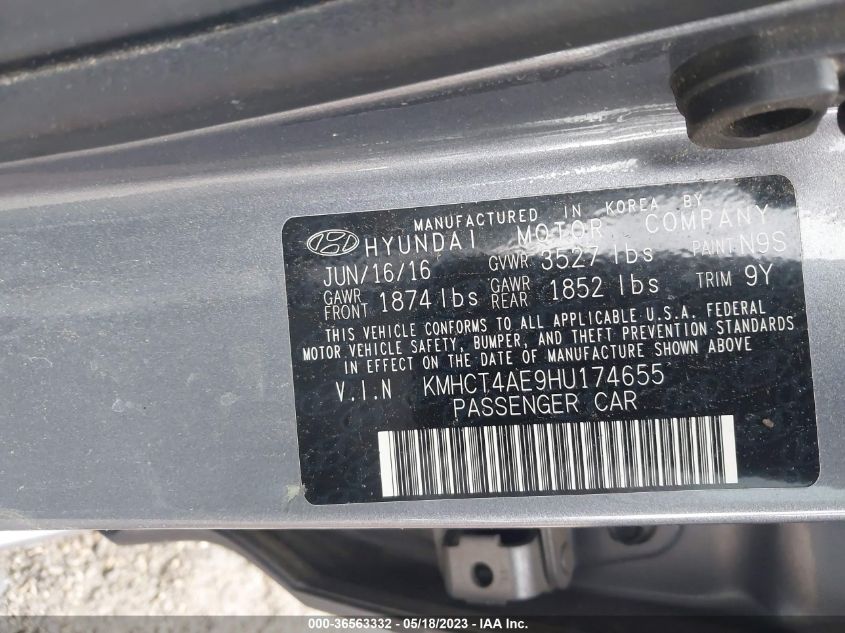 MANUFACTURED IN KOREA BY
HYUNDAI MOTOR COMPANY
JUN/16/16 GVWR 3527 lbs PAINT N9S
GAWR FRONT 1874 lbs GAWR REAR 1852 lbs TRIM 9Y
THIS VEHICLE CONFORMS TO ALL APPLICABLE U.S.A. FEDERAL
MOTOR VEHICLE SAFETY, BUMPER, AND THEFT PREVENTION STANDARDS
IN EFFECT ON THE DATE OF MANUFACTURE SHOWN ABOVE
V.I.N KMHCT4AE9HU174655
PASSENGER CAR
000-36563332 - 05/18/2023 - IAA Inc.